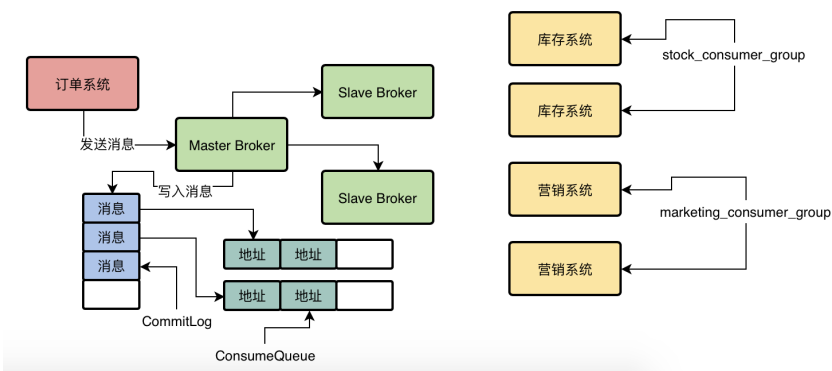 订单系统
发送消息
Master Broker
Slave Broker
Slave Broker
写入消息
消息
消息
消息
地址
地址
地址
地址
CommitLog
ConsumeQueue
库存系统
stock_consumer_group
库存系统
营销系统
marketing_consumer_group
营销系统